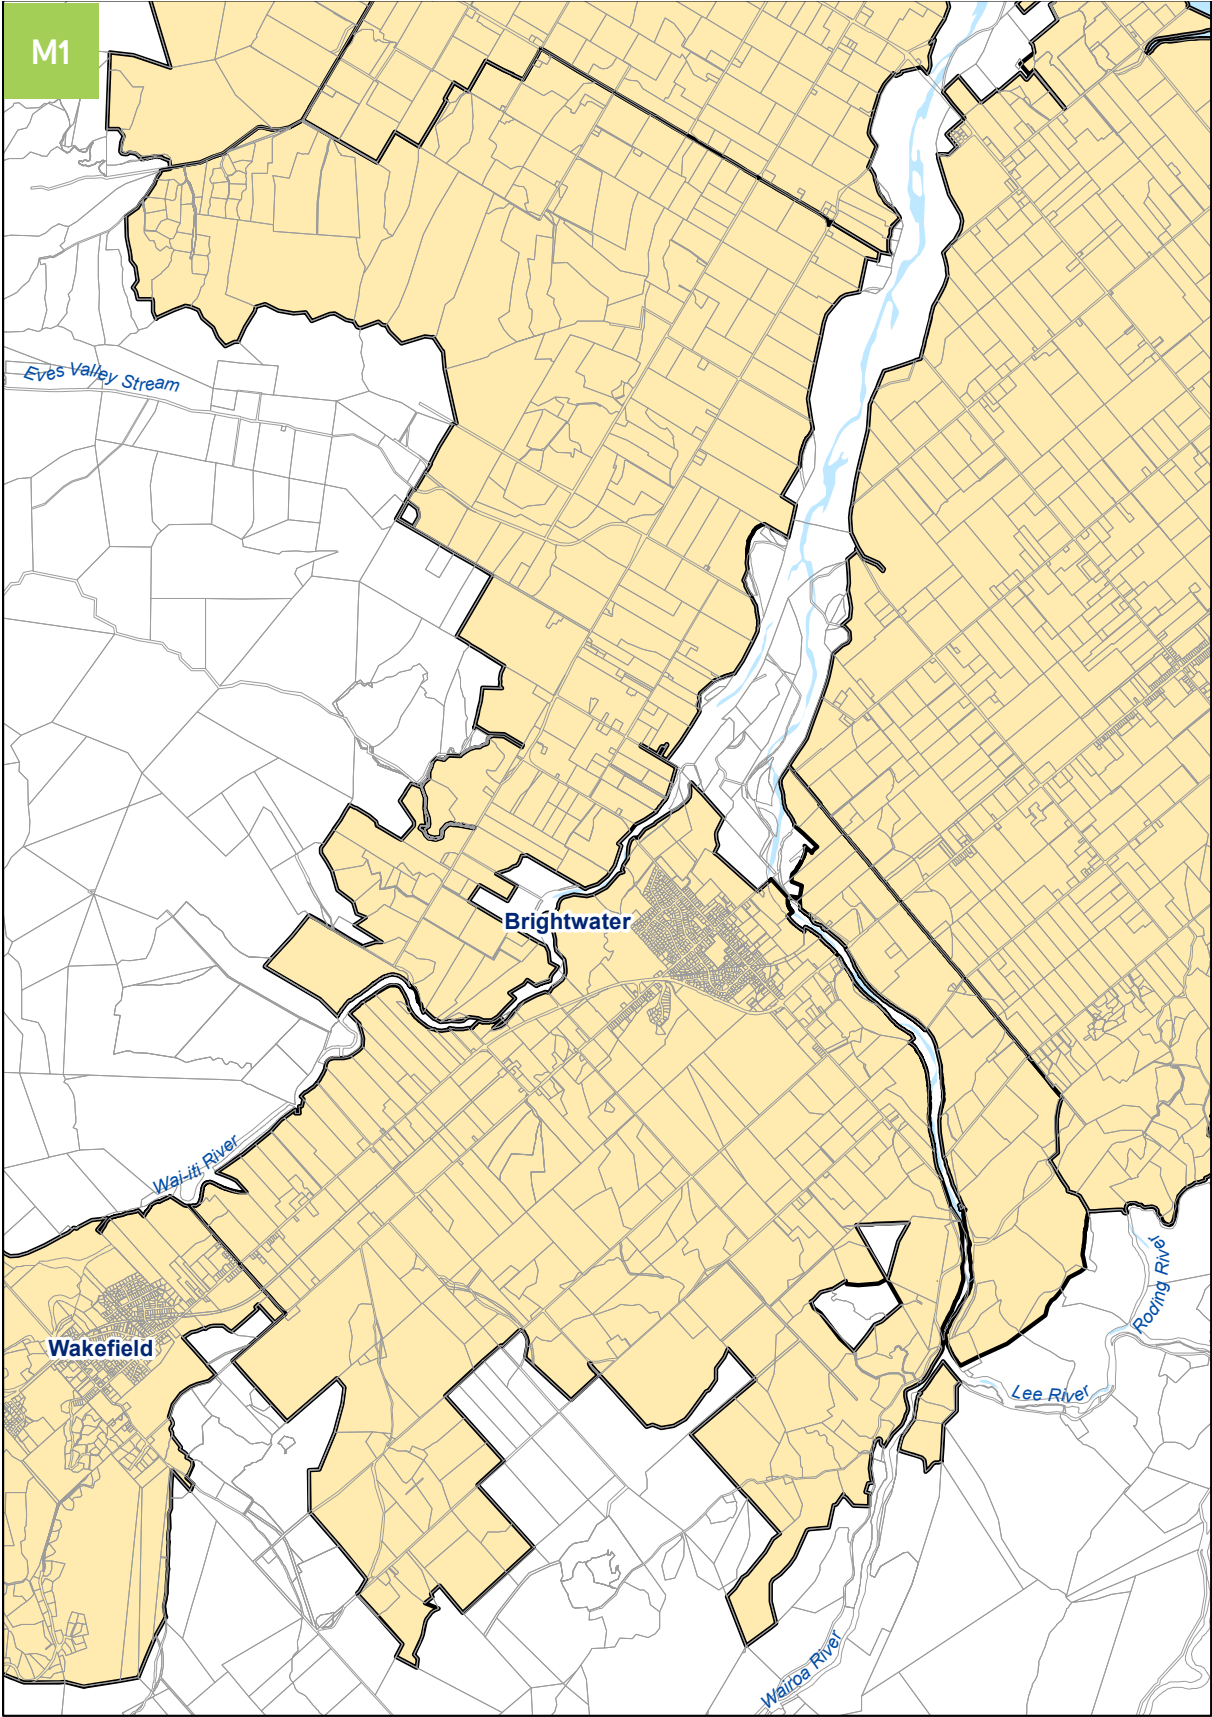 M1
Eves Valley Stream
Brightwater
Wai-iti River
Roding River
Wakefield
Lee River
Wairoa River